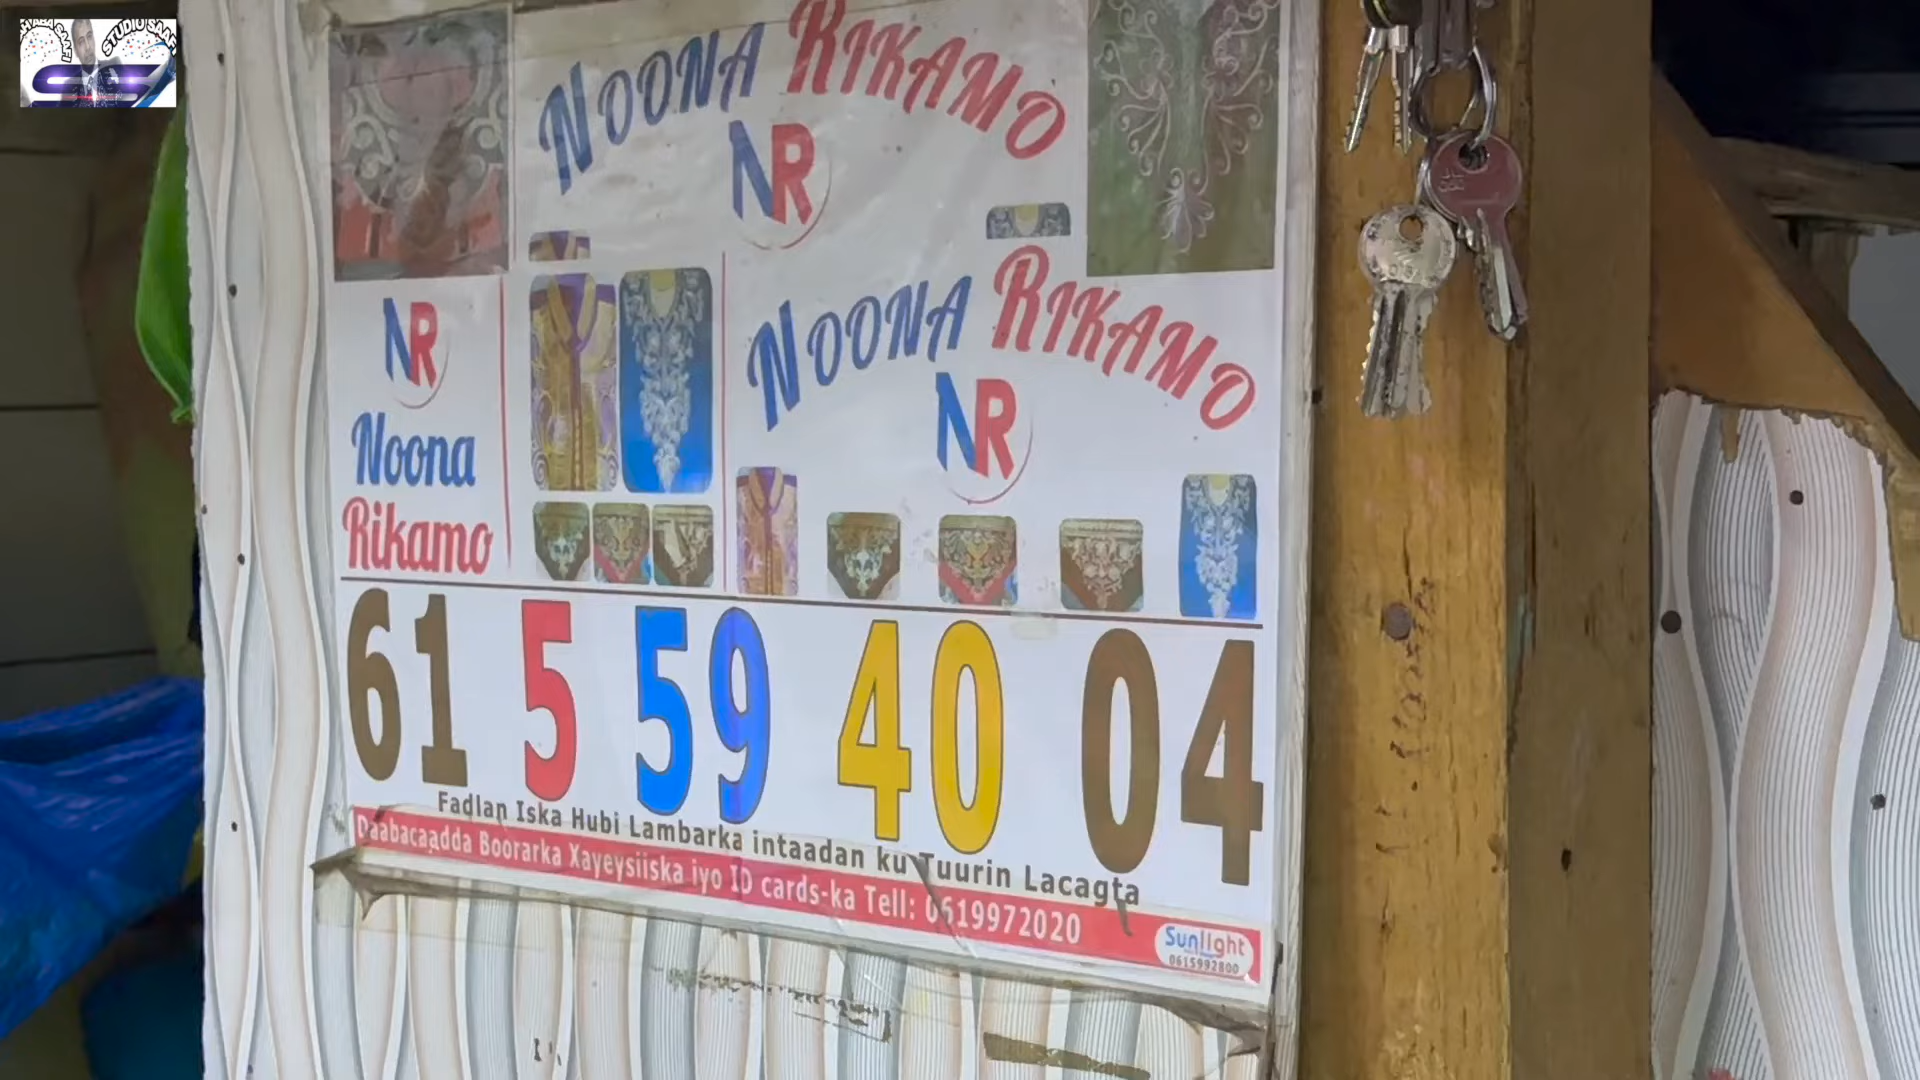 STUDIO SAAFI
NOONA RIKAMO
NR
NR
Noona
Rikamo
NOONA RIKAMO
NR
61 5 59 40 04
Fadlan Iska Hubi Lambarka intaadan ku Tuurin Lacagta
Daabacaadda Boorarka Xayeysiiska iyo ID cards-ka Tell: 0619972020
Sunlight
0615992800